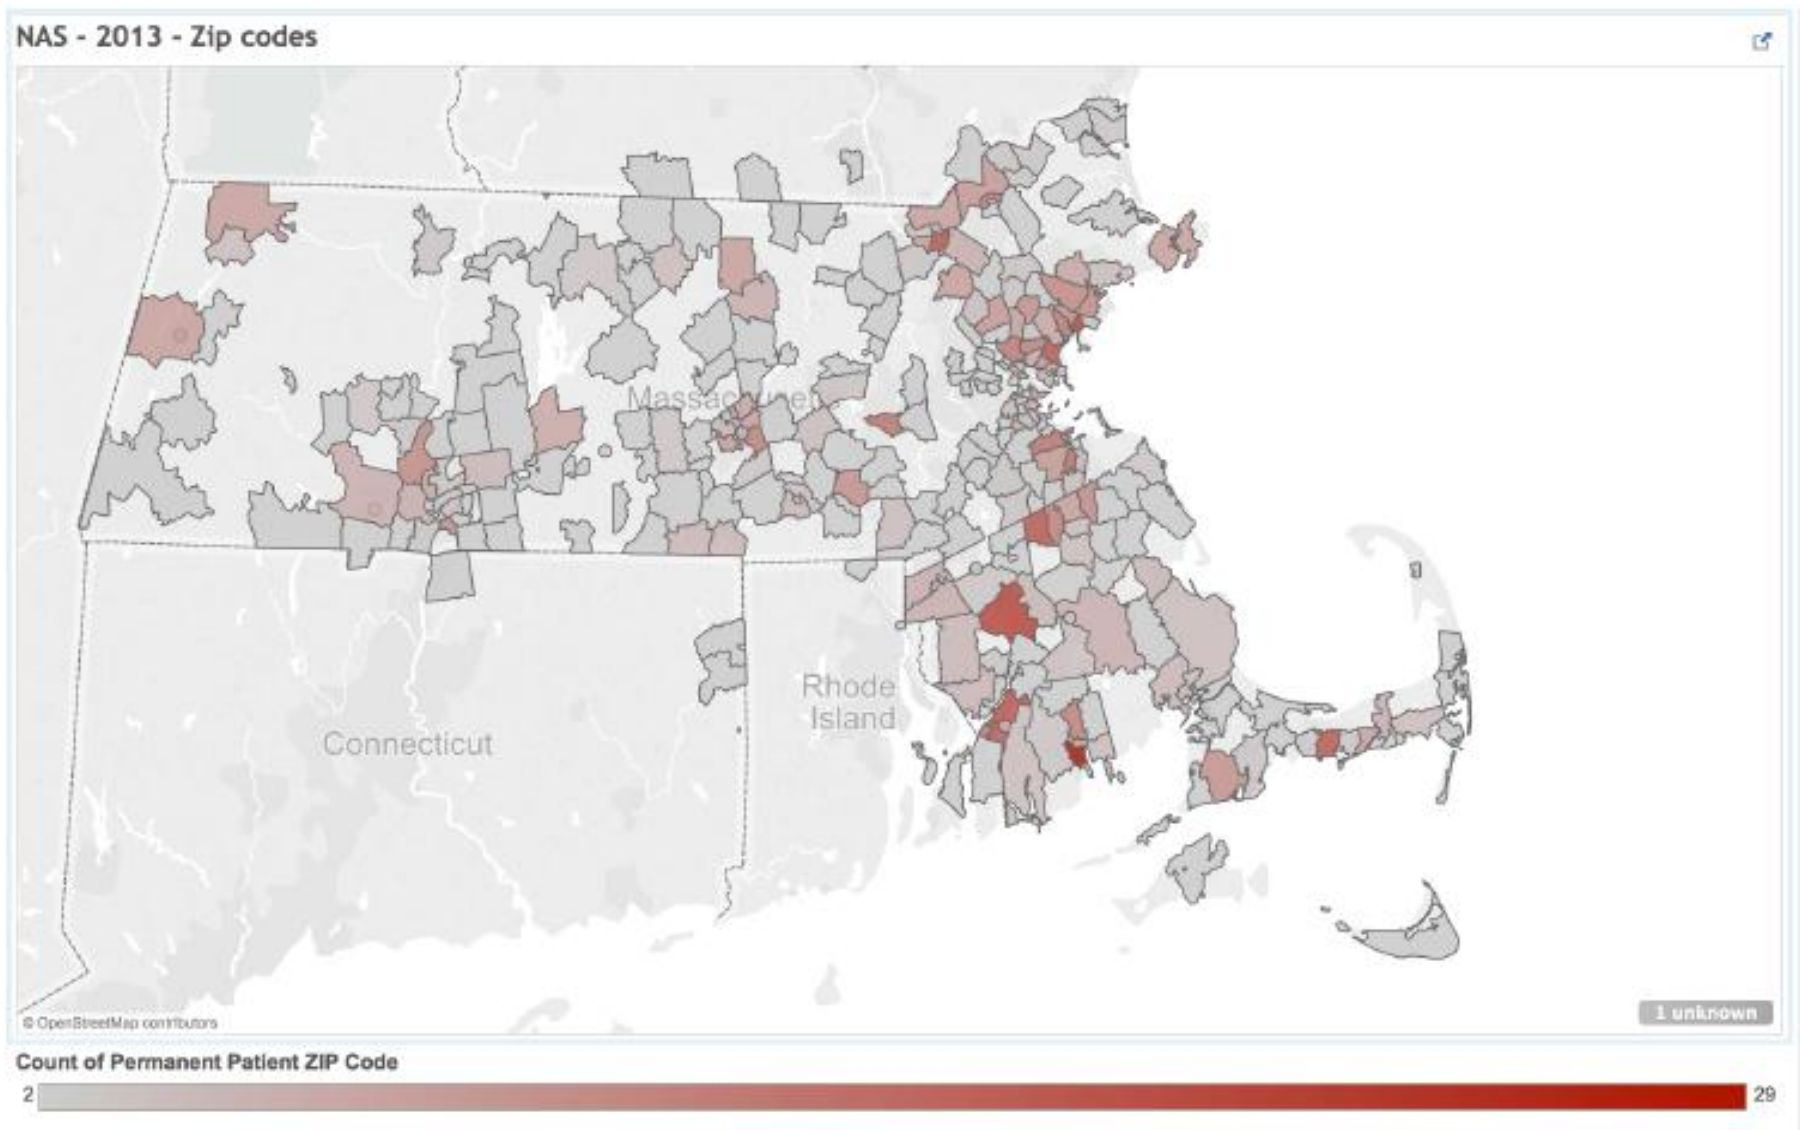 NAS - 2013 - Zip codes
Massachusetts
Rhode
Island
Connecticut
© OpenStreetMap contributors
1 unknown
Count of Permanent Patient ZIP Code
2
29